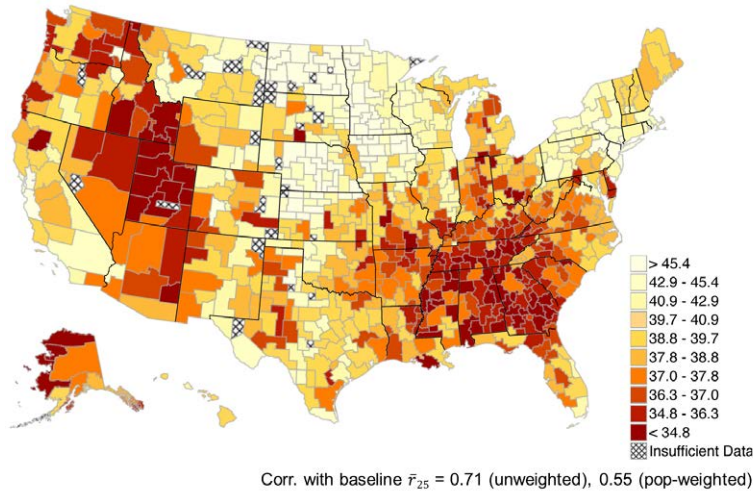 > 45.4
42.9 - 45.4
40.9 - 42.9
39.7 - 40.9
38.8 - 39.7
37.8 - 38.8
37.0 - 37.8
36.3 - 37.0
34.8 - 36.3
< 34.8
Insufficient Data
Corr. with baseline r̄₂₅ = 0.71 (unweighted), 0.55 (pop-weighted)